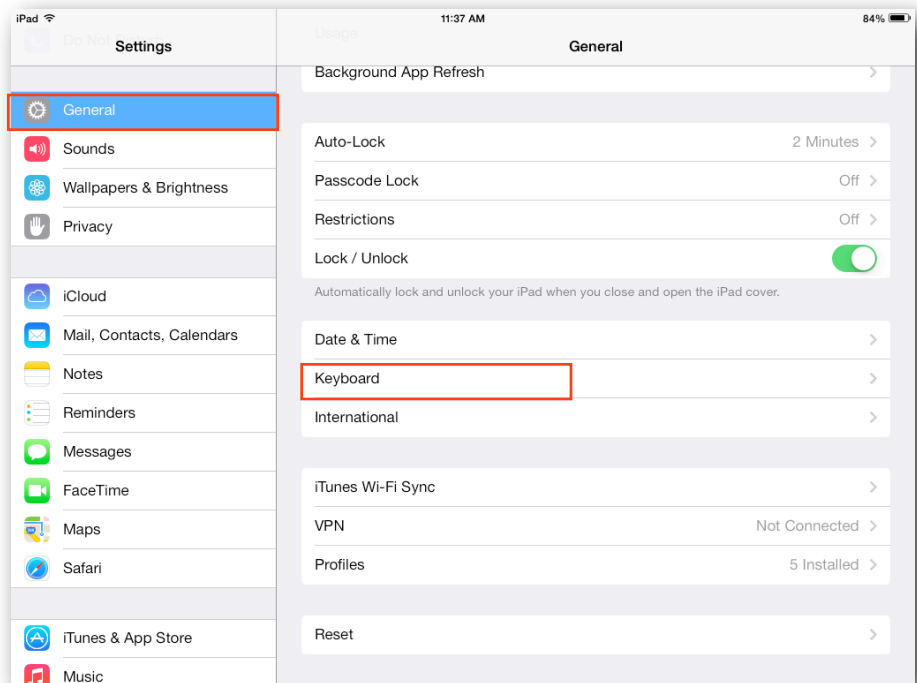 iPad
11:37 AM
84%
Do Not
Settings
Usage
General
General
Sounds
Wallpapers & Brightness
Privacy
iCloud
Mail, Contacts, Calendars
Notes
Reminders
Messages
FaceTime
Maps
Safari
iTunes & App Store
Music
Background App Refresh
Auto-Lock 2 Minutes
Passcode Lock Off
Restrictions Off
Lock / Unlock
Automatically lock and unlock your iPad when you close and open the iPad cover.
Date & Time
Keyboard
International
iTunes Wi-Fi Sync
VPN Not Connected
Profiles 5 Installed
Reset